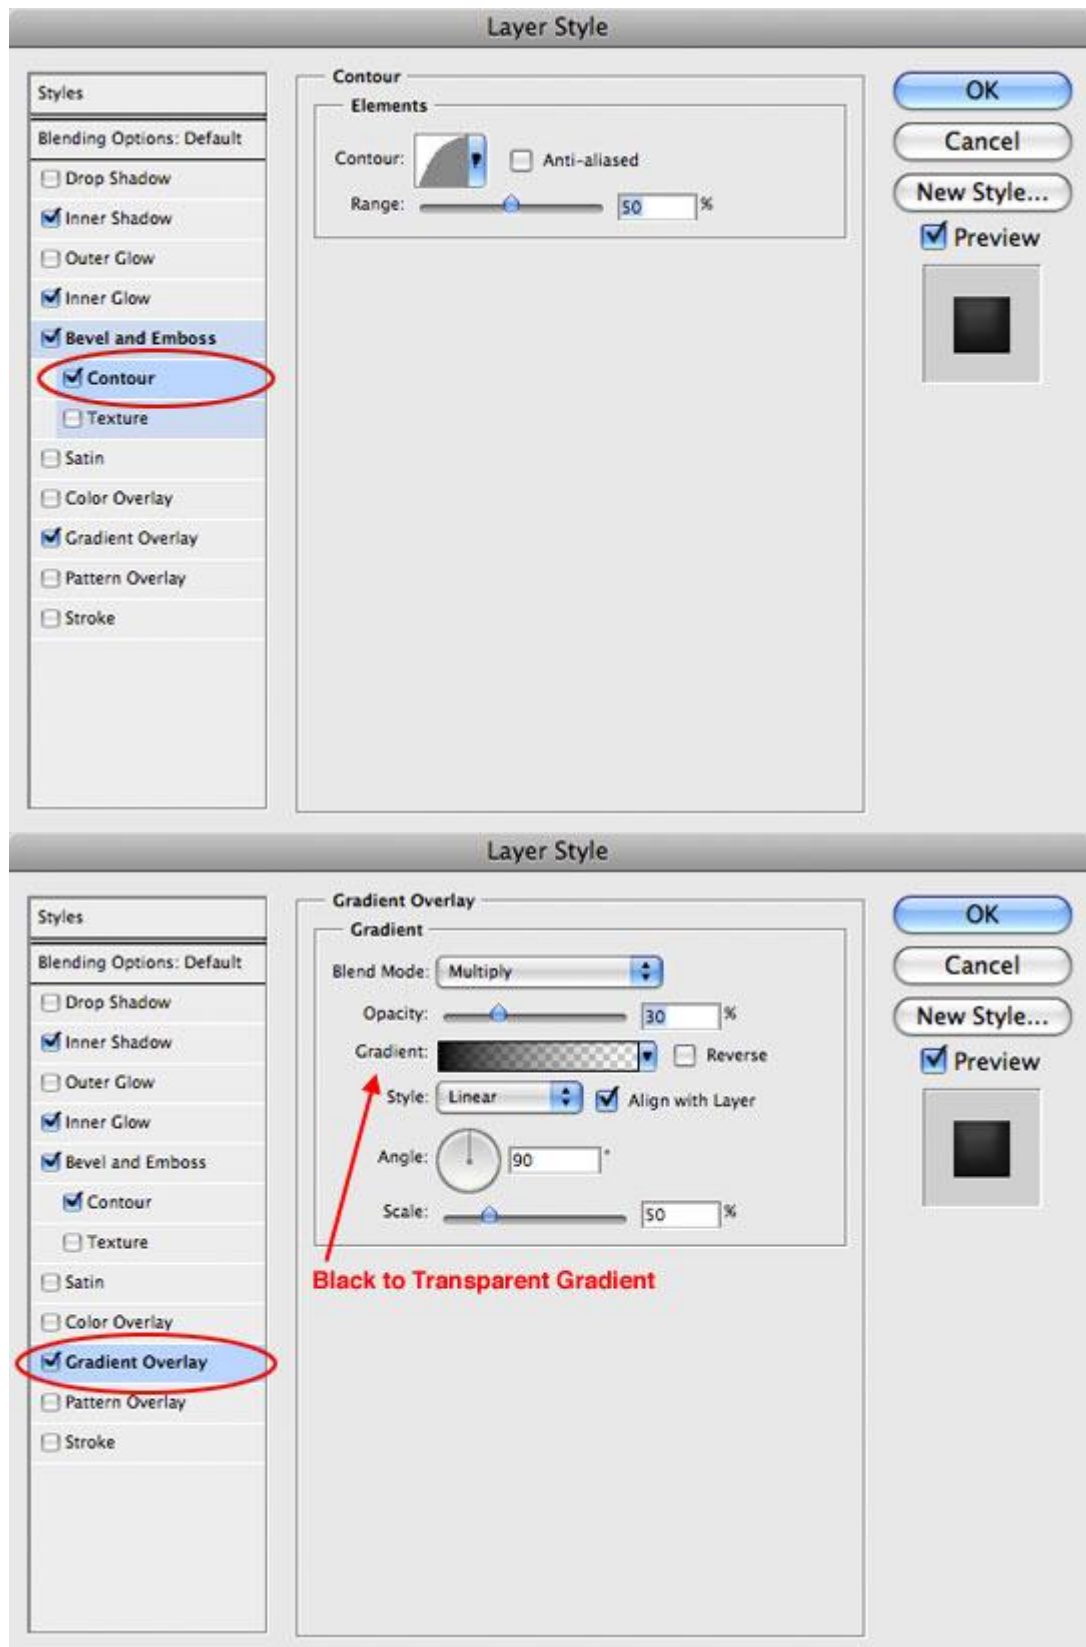 Layer Style
Styles
Blending Options: Default
Drop Shadow
Inner Shadow
Outer Glow
Inner Glow
Bevel and Emboss
Contour
Texture
Satin
Color Overlay
Gradient Overlay
Pattern Overlay
Stroke
Contour
Elements
Contour:
Anti-aliased
Range: 50 %
OK
Cancel
New Style...
Preview
Layer Style
Styles
Blending Options: Default
Drop Shadow
Inner Shadow
Outer Glow
Inner Glow
Bevel and Emboss
Contour
Texture
Satin
Color Overlay
Gradient Overlay
Pattern Overlay
Stroke
Gradient Overlay
Gradient
Blend Mode: Multiply
Opacity: 30 %
Gradient: Reverse
Style: Linear Align with Layer
Angle: 90 °
Scale: 50 %
Black to Transparent Gradient
OK
Cancel
New Style...
Preview